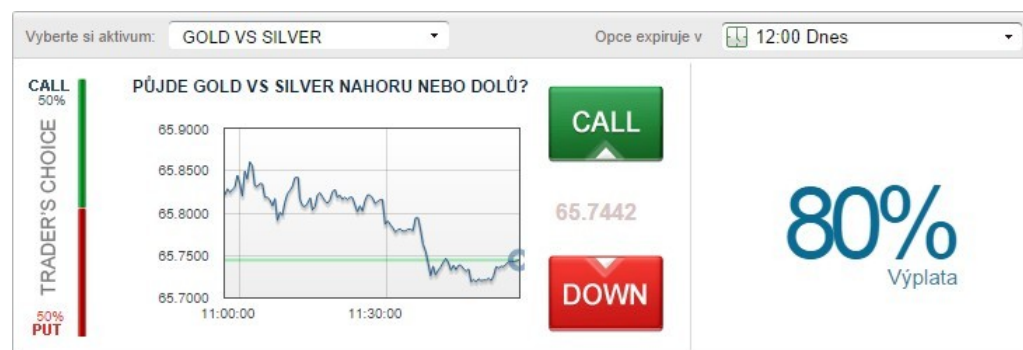 Vyberte si aktivum: GOLD VS SILVER Opce expiruje v 12:00 Dnes
CALL
50%
TRADER'S CHOICE
50%
PUT
PŮJDE GOLD VS SILVER NAHORU NEBO DOLŮ?
65.9000
65.8500
65.8000
65.7500
65.7000
11:00:00 11:30:00
CALL
65.7442
DOWN
80%
Výplata